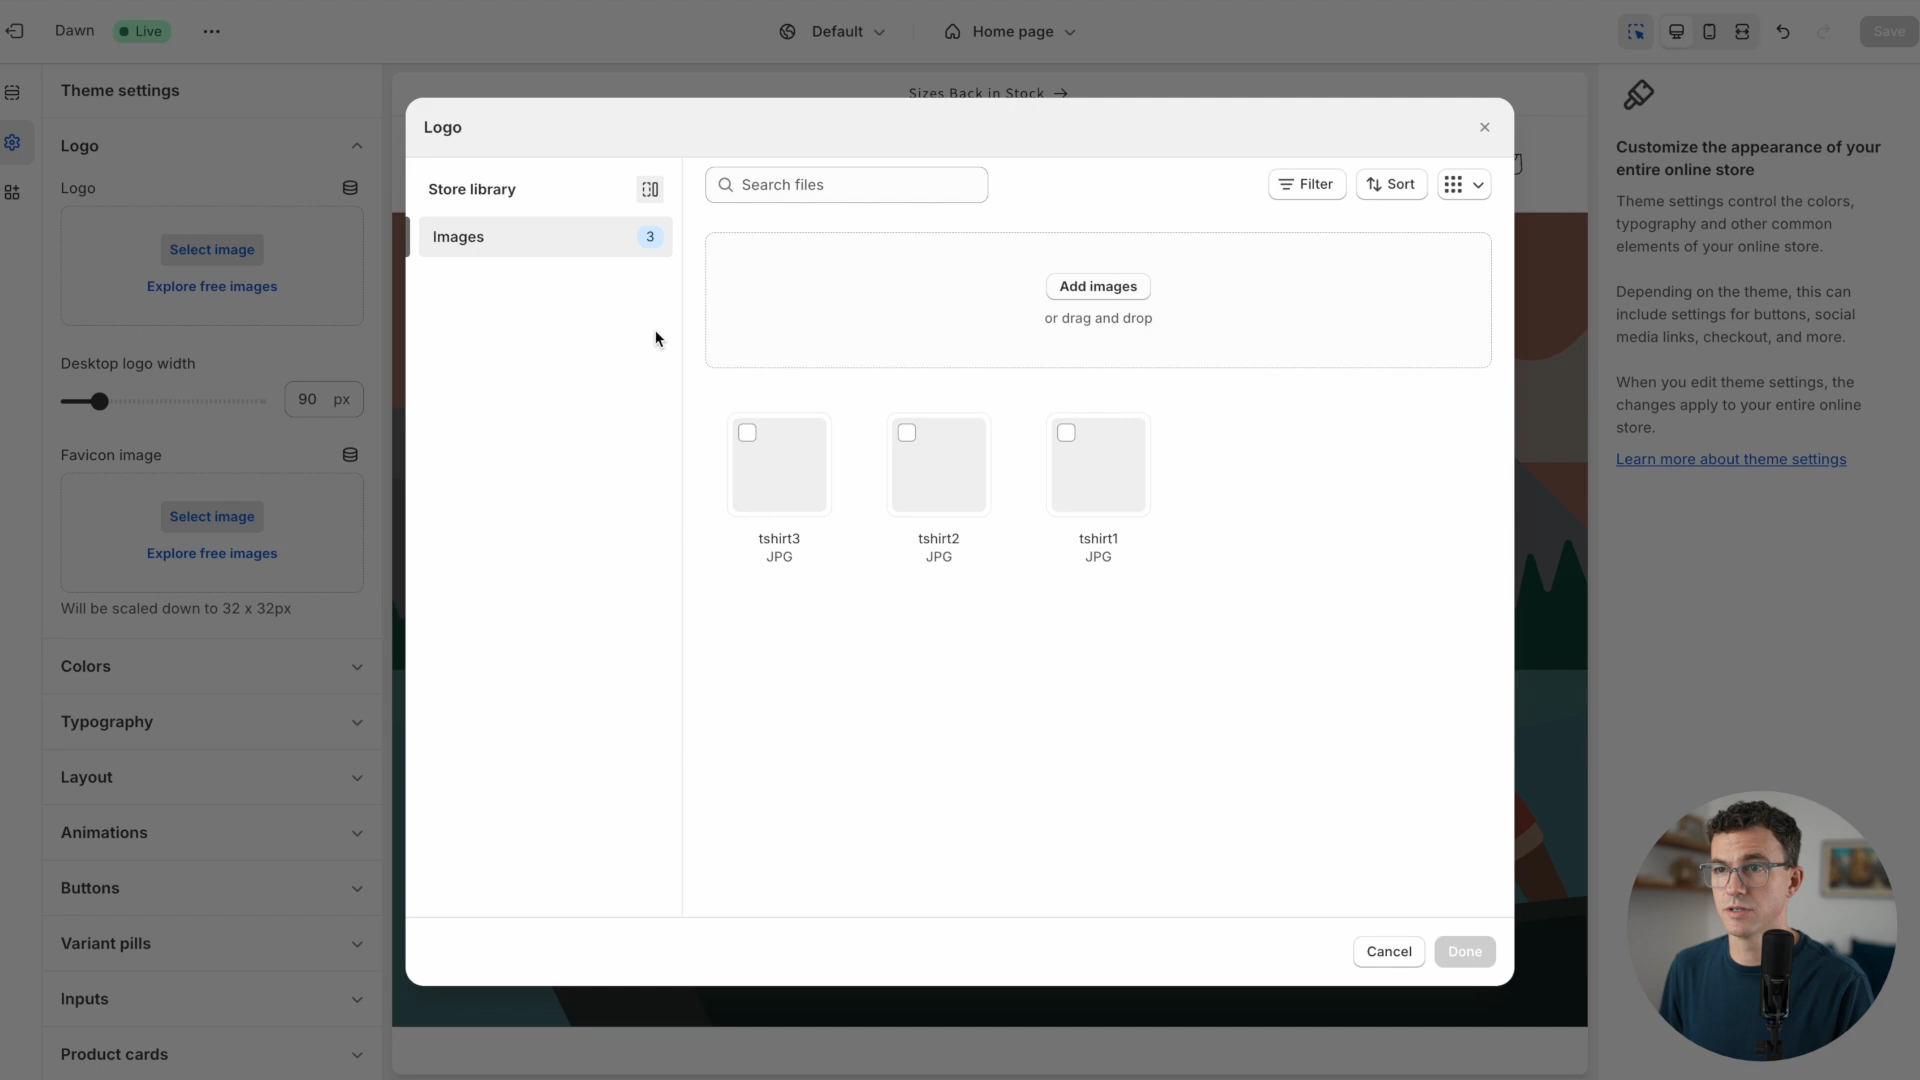 Dawn
Live
Default
Home page
Save
Theme settings
Logo
Logo
Select image
Explore free images
Desktop logo width
90 px
Favicon image
Select image
Explore free images
Will be scaled down to 32 x 32px
Colors
Typography
Layout
Animations
Buttons
Variant pills
Inputs
Product cards
Sizes Back in Stock →
Logo
Store library
Images 3
Search files
Filter
Sort
Add images
or drag and drop
tshirt3
JPG
tshirt2
JPG
tshirt1
JPG
Cancel
Done
Customize the appearance of your
entire online store
Theme settings control the colors,
typography and other common
elements of your online store.
Depending on the theme, this can
include settings for buttons, social
media links, checkout, and more.
When you edit theme settings, the
changes apply to your entire online
store.
Learn more about theme settings